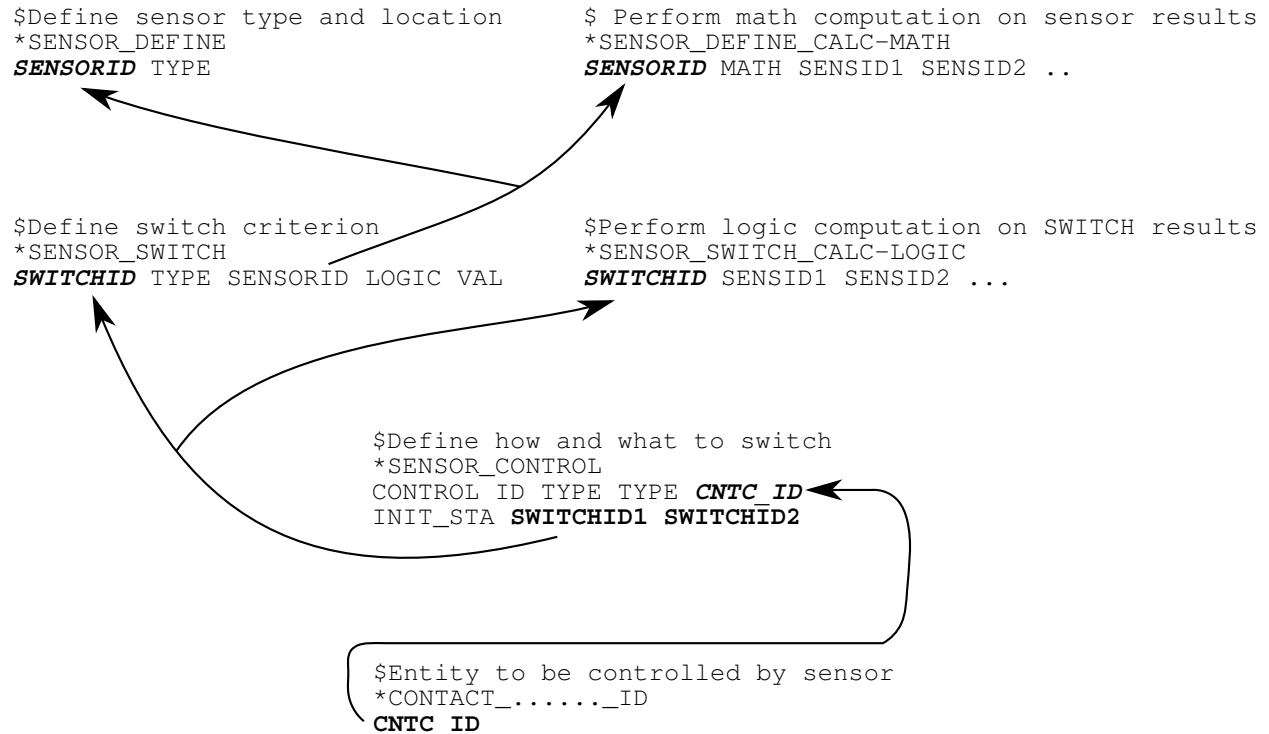 $Define sensor type and location
*SENSOR_DEFINE
SENSORID TYPE
$ Perform math computation on sensor results
*SENSOR_DEFINE_CALC-MATH
SENSORID MATH SENSID1 SENSID2 ..
$Define switch criterion
*SENSOR_SWITCH
SWITCHID TYPE SENSORID LOGIC VAL
$Perform logic computation on SWITCH results
*SENSOR_SWITCH_CALC-LOGIC
SWITCHID SENSID1 SENSID2 ...
$Define how and what to switch
*SENSOR_CONTROL
CONTROL ID TYPE TYPE CNTC_ID
INIT_STA SWITCHID1 SWITCHID2
$Entity to be controlled by sensor
*CONTACT_......_ID
CNTC ID